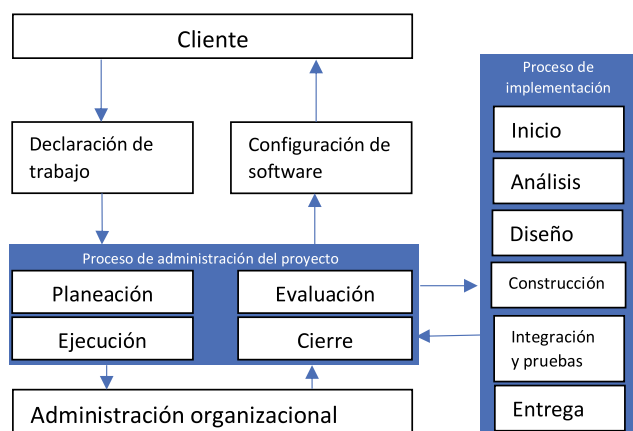 Cliente
Declaración de
trabajo
Configuración de
software
Proceso de administración del proyecto
Planeación
Evaluación
Ejecución
Cierre
Administración organizacional
Proceso de
implementación
Inicio
Análisis
Diseño
Construcción
Integración
y pruebas
Entrega